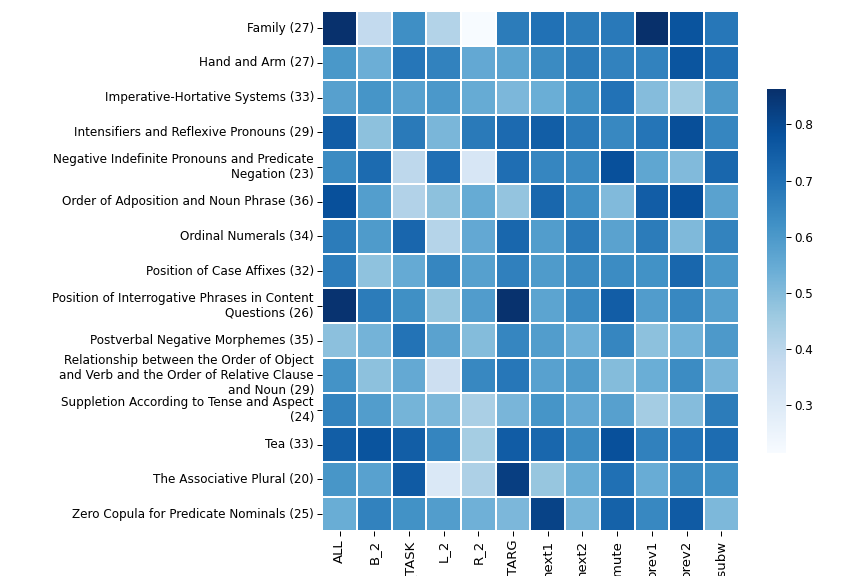 Family (27)
Hand and Arm (27)
Imperative-Hortative Systems (33)
Intensifiers and Reflexive Pronouns (29)
Negative Indefinite Pronouns and Predicate
Negation (23)
Order of Adposition and Noun Phrase (36)
Ordinal Numerals (34)
Position of Case Affixes (32)
Position of Interrogative Phrases in Content
Questions (26)
Postverbal Negative Morphemes (35)
Relationship between the Order of Object
and Verb and the Order of Relative Clause
and Noun (29)
Suppletion According to Tense and Aspect
(24)
Tea (33)
The Associative Plural (20)
Zero Copula for Predicate Nominals (25)
ALL
B_2
TASK
L_2
R_2
TARG
next1
next2
mute
prev1
prev2
subw
0.8
0.7
0.6
0.5
0.4
0.3